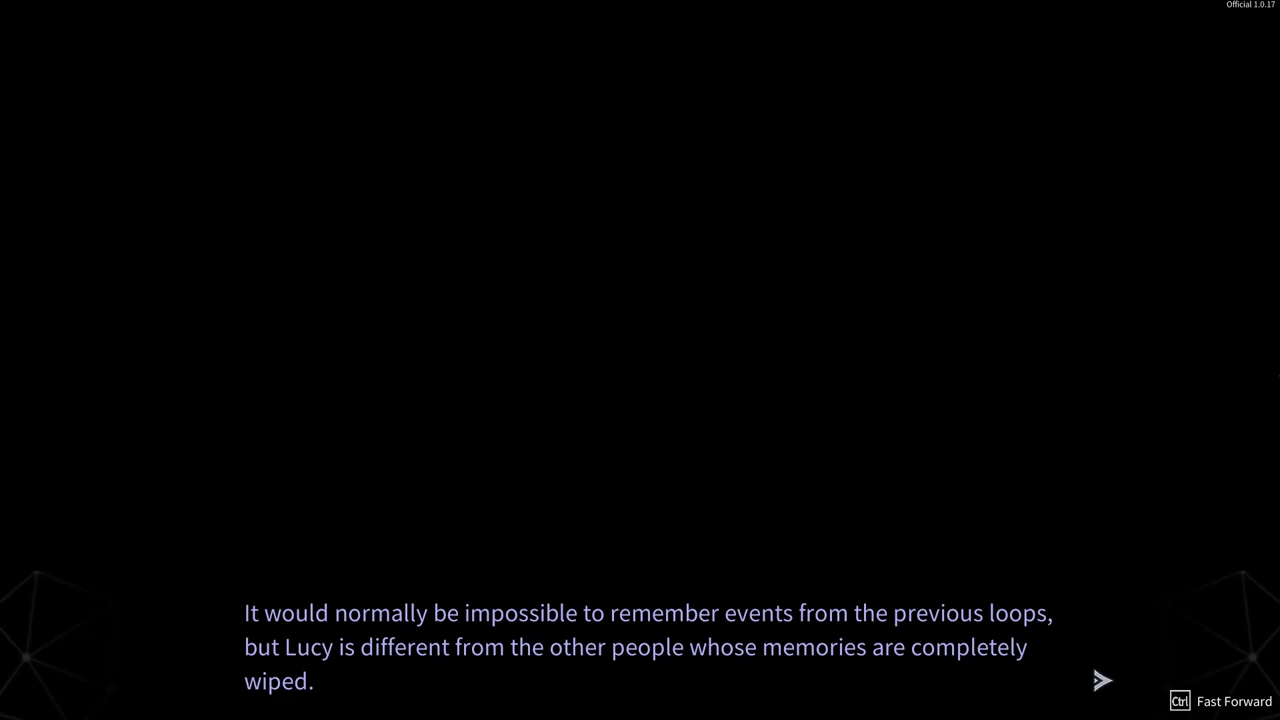 Official 1.0.17
It would normally be impossible to remember events from the previous loops,
but Lucy is different from the other people whose memories are completely
wiped.
Ctrl Fast Forward